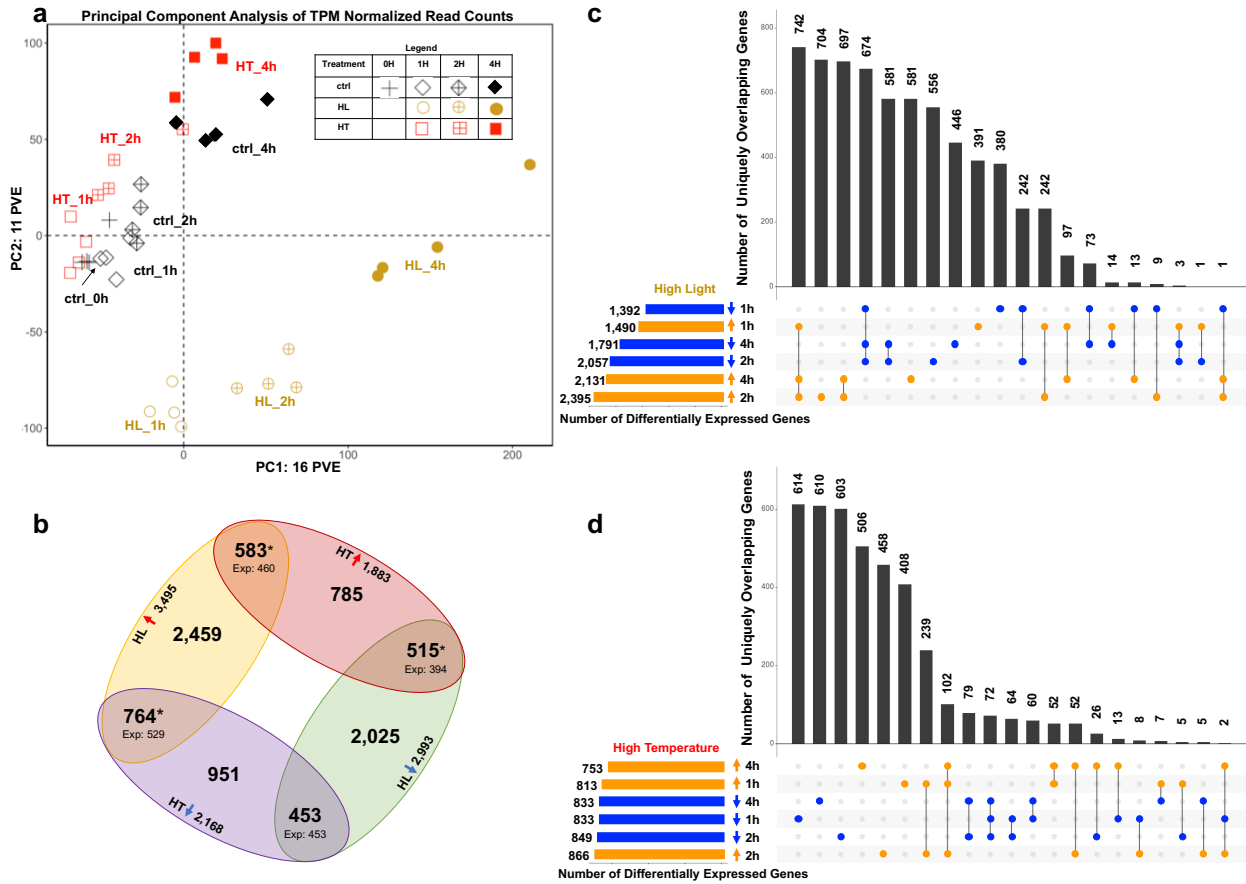 a
Principal Component Analysis of TPM Normalized Read Counts
100
50
0
-50
-100
PC2: 11 PVE
0
100
200
PC1: 16 PVE
Legend
Treatment 0H 1H 2H 4H
ctrl
HL
HT
HT_4h
HT_2h
ctrl_4h
HT_1h
ctrl_2h
ctrl_1h
ctrl_0h
HL_4h
HL_2h
HL_1h
b
583*
Exp: 460
HT 1,883
785
HL 3,495
2,459
515*
Exp: 394
764*
Exp: 529
2,025
HL 2,993
951
HT 2,168
453
Exp: 453
c
Number of Uniquely Overlapping Genes
800
600
400
200
0
742 704 697 674 581 581 556 446 391 380 242 242 97 73 14 13 9 3 1 1
High Light
1,392 1h
1,490 1h
1,791 4h
2,057 2h
2,131 4h
2,395 2h
Number of Differentially Expressed Genes
d
Number of Uniquely Overlapping Genes
600
400
200
0
614 610 603 506 458 408 239 102 79 72 64 60 52 52 26 13 8 7 5 5 2
High Temperature
753 4h
813 1h
833 4h
833 1h
849 2h
866 2h
Number of Differentially Expressed Genes